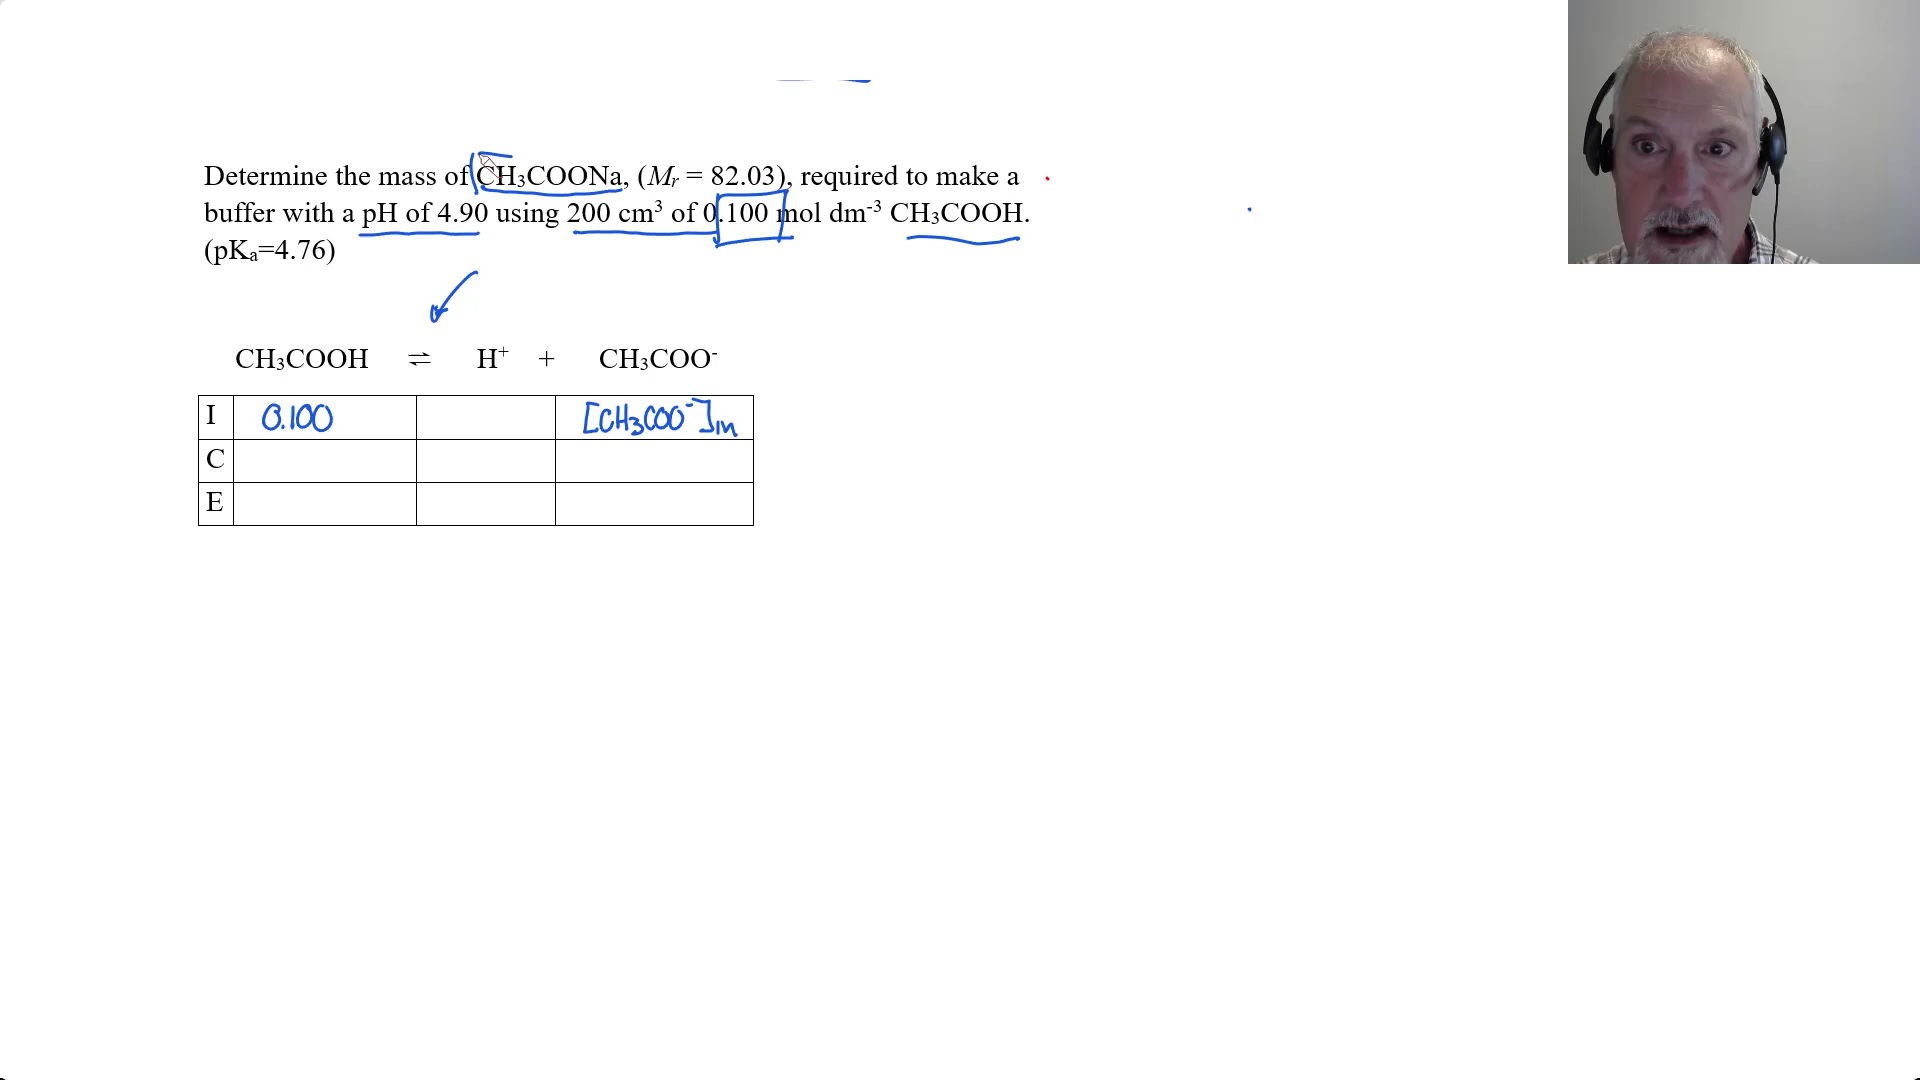 Determine the mass of CH₃COONa, (Mᵣ = 82.03), required to make a
buffer with a pH of 4.90 using 200 cm³ of 0.100 mol dm⁻³ CH₃COOH.
(pKₐ=4.76)
CH₃COOH ⇌ H⁺ + CH₃COO⁻
I 0.100 [CH₃COO⁻]in
C
E